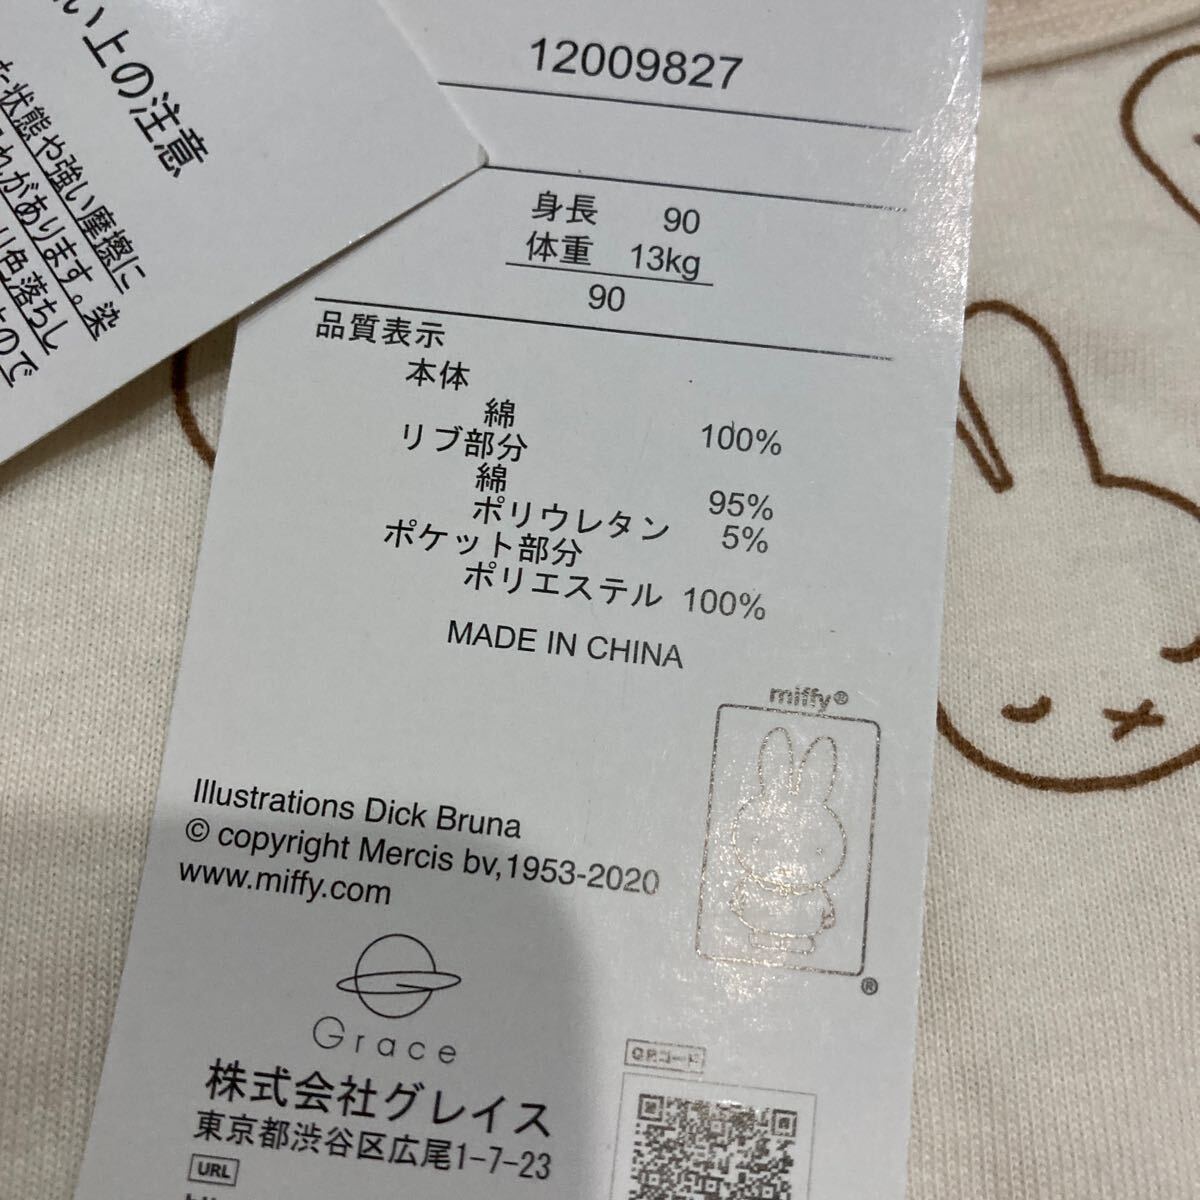 い上の注意
状態や強い摩擦に
れがあります。染
り色落ちし
ので
12009827
身長 90
体重 13kg
90
品質表示
本体
綿 100%
リブ部分
綿 95%
ポリウレタン 5%
ポケット部分
ポリエステル 100%
MADE IN CHINA
miffy®
®
Illustrations Dick Bruna
© copyright Mercis bv,1953-2020
www.miffy.com
Grace
株式会社グレイス
東京都渋谷区広尾1-7-23
URL
QRコード